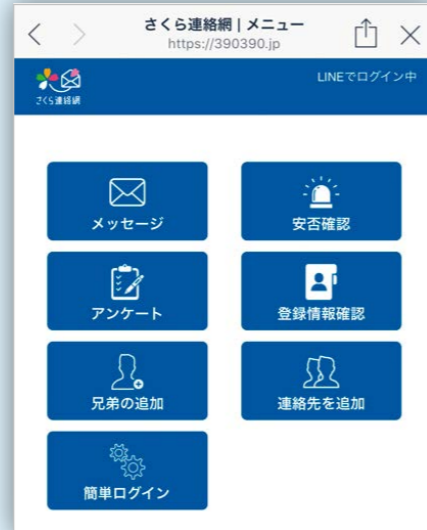 さくら連絡網 | メニュー
https://390390.jp
さくら連絡網
LINEでログイン中
メッセージ
安否確認
アンケート
登録情報確認
兄弟の追加
連絡先を追加
簡単ログイン